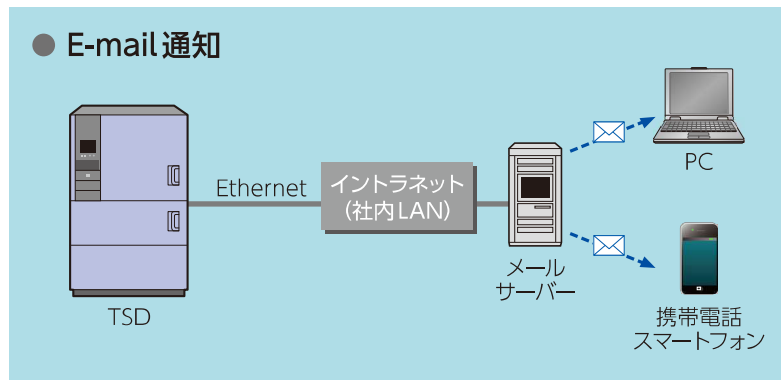 ● E-mail通知
TSD
Ethernet
イントラネット
(社内LAN)
メール
サーバー
PC
携帯電話
スマートフォン